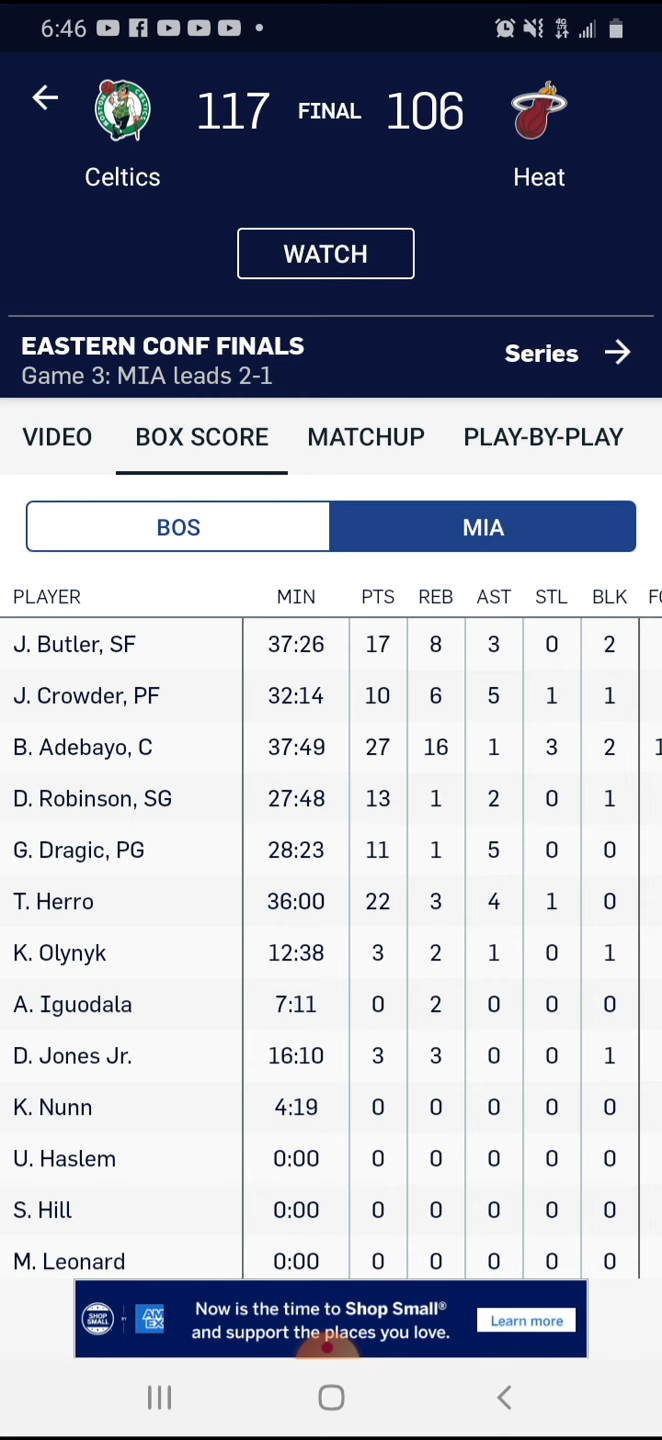 6:46
4G
117 FINAL 106
Celtics Heat
WATCH
EASTERN CONF FINALS
Game 3: MIA leads 2-1
Series
VIDEO BOX SCORE MATCHUP PLAY-BY-PLAY
BOS MIA
PLAYER MIN PTS REB AST STL BLK
J. Butler, SF 37:26 17 8 3 0 2
J. Crowder, PF 32:14 10 6 5 1 1
B. Adebayo, C 37:49 27 16 1 3 2 1
D. Robinson, SG 27:48 13 1 2 0 1
G. Dragic, PG 28:23 11 1 5 0 0
T. Herro 36:00 22 3 4 1 0
K. Olynyk 12:38 3 2 1 0 1
A. Iguodala 7:11 0 2 0 0 0
D. Jones Jr. 16:10 3 3 0 0 1
K. Nunn 4:19 0 0 0 0 0
U. Haslem 0:00 0 0 0 0 0
S. Hill 0:00 0 0 0 0 0
M. Leonard 0:00 0 0 0 0 0
SHOP SMALL BY AM EX
Now is the time to Shop Small®
and support the places you love.
Learn more